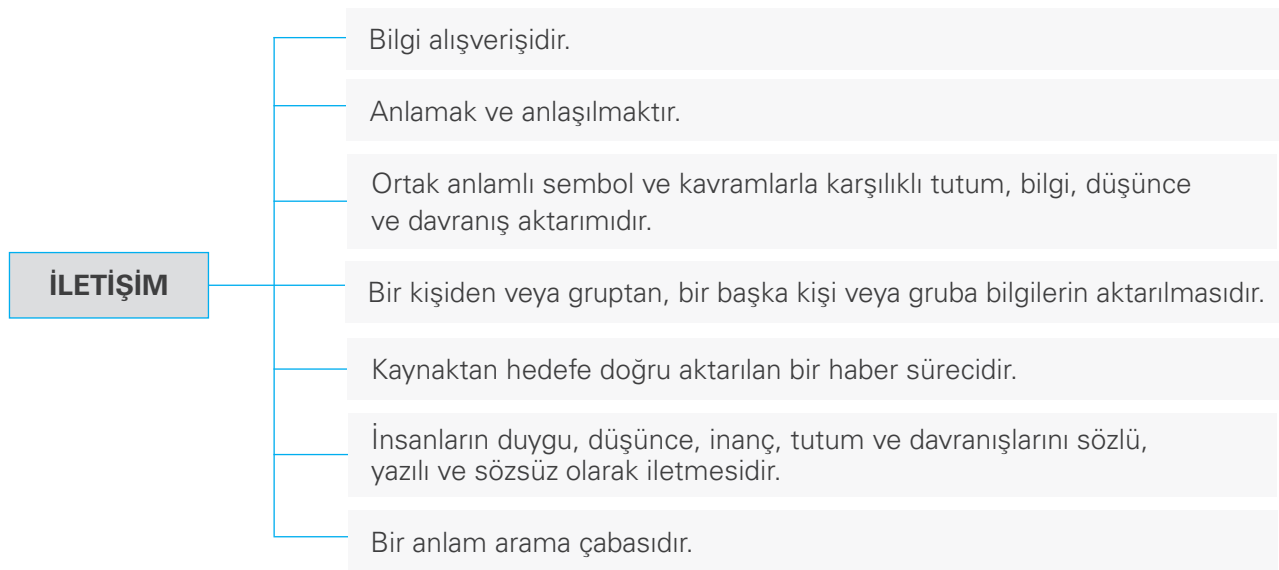 Bilgi alışverişidir.
Anlamak ve anlaşılmaktır.
Ortak anlamlı sembol ve kavramlarla karşılıklı tutum, bilgi, düşünce
ve davranış aktarımıdır.
İLETİŞİM
Bir kişiden veya gruptan, bir başka kişi veya gruba bilgilerin aktarılmasıdır.
Kaynaktan hedefe doğru aktarılan bir haber sürecidir.
İnsanların duygu, düşünce, inanç, tutum ve davranışlarını sözlü,
yazılı ve sözsüz olarak iletmesidir.
Bir anlam arama çabasıdır.